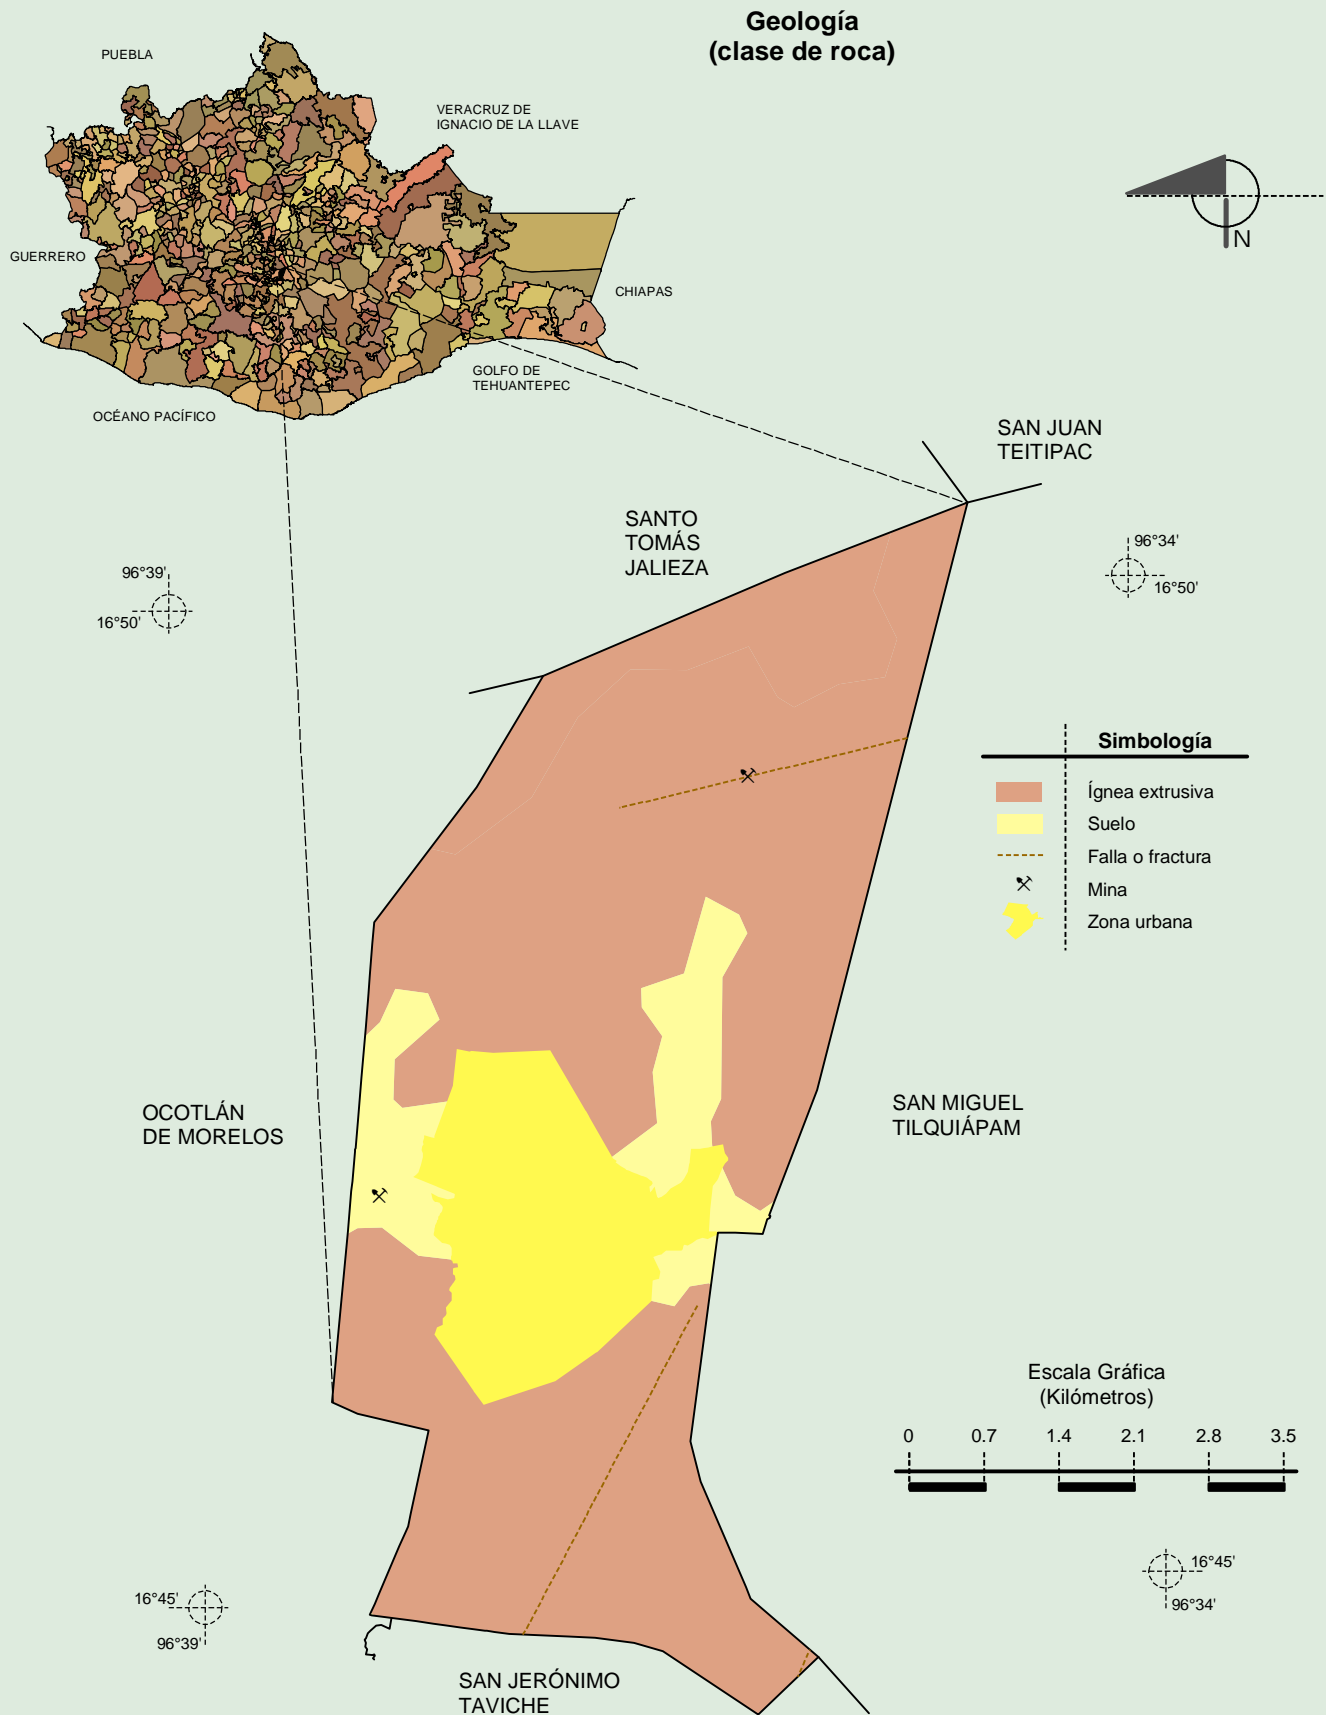 Geología
(clase de roca)
PUEBLA
VERACRUZ DE
IGNACIO DE LA LLAVE
N
GUERRERO
CHIAPAS
GOLFO DE
TEHUANTEPEC
OCÉANO PACÍFICO
SAN JUAN
TEITIPAC
SANTO
TOMÁS
JALIEZA
96°39'
16°50'
96°34'
16°50'
Simbología
Ígnea extrusiva
Suelo
Falla o fractura
Mina
Zona urbana
OCOTLÁN
DE MORELOS
SAN MIGUEL
TILQUIÁPAM
Escala Gráfica
(Kilómetros)
0 0.7 1.4 2.1 2.8 3.5
16°45'
96°39'
16°45'
96°34'
SAN JERÓNIMO
TAVICHE